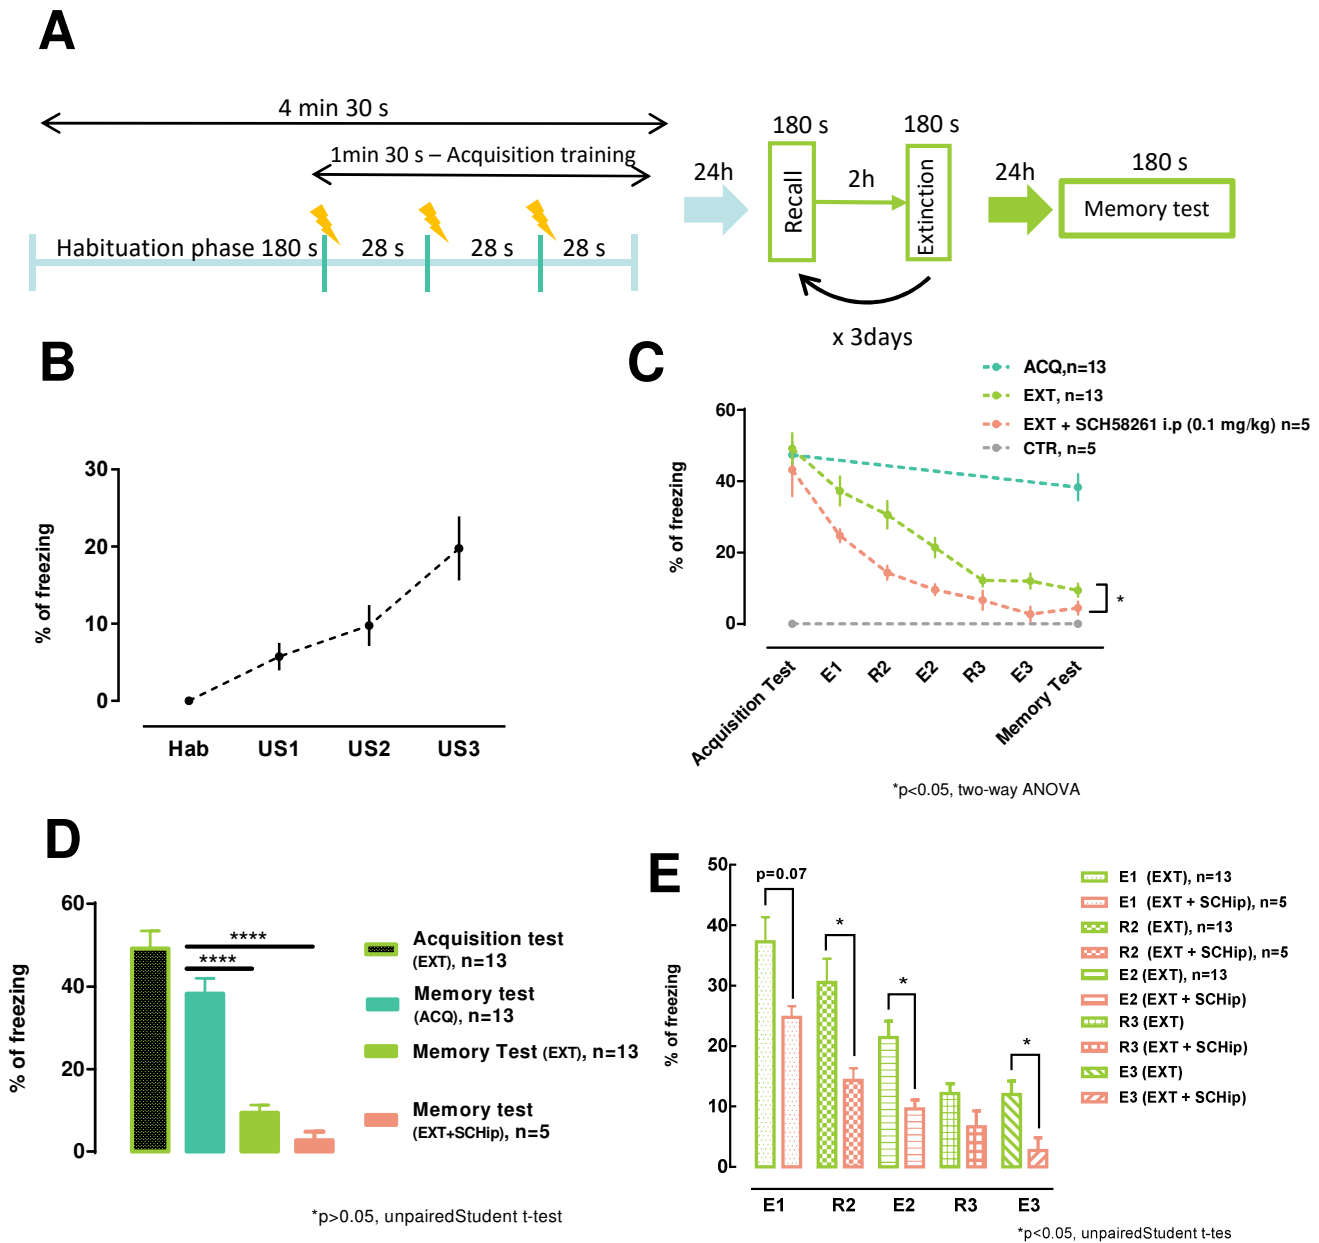 A
4 min 30 s
1min 30 s – Acquisition training
Habituation phase 180 s
28 s
28 s
28 s
24h
180 s
Recall
2h
180 s
Extinction
x 3days
24h
180 s
Memory test
B
% of freezing
30
20
10
0
Hab
US1
US2
US3
C
ACQ,n=13
EXT, n=13
EXT + SCH58261 i.p (0.1 mg/kg) n=5
CTR, n=5
% of freezing
60
40
20
0
*
Acquisition Test
E1
R2
E2
R3
E3
Memory Test
*p<0.05, two-way ANOVA
D
% of freezing
60
40
20
0
****
****
Acquisition test
(EXT), n=13
Memory test
(ACQ), n=13
Memory Test (EXT), n=13
Memory test
(EXT+SCHip), n=5
*p>0.05, unpairedStudent t-test
E
% of freezing
50
40
30
20
10
0
p=0.07
*
*
*
E1
R2
E2
R3
E3
E1 (EXT), n=13
E1 (EXT + SCHip), n=5
R2 (EXT), n=13
R2 (EXT + SCHip), n=5
E2 (EXT), n=13
E2 (EXT + SCHip)
R3 (EXT)
R3 (EXT + SCHip)
E3 (EXT)
E3 (EXT + SCHip)
*p<0.05, unpairedStudent t-tes